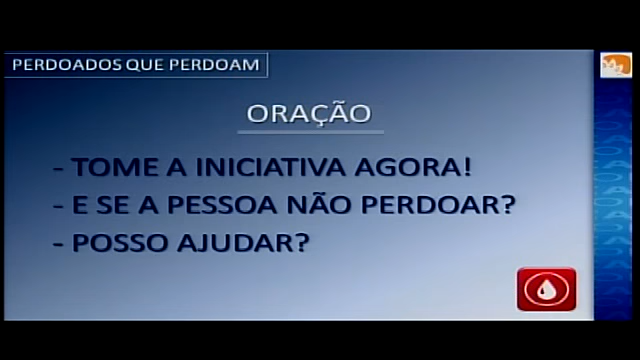 PERDOADOS QUE PERDOAM
ORAÇÃO
- TOME A INICIATIVA AGORA!
- E SE A PESSOA NÃO PERDOAR?
- POSSO AJUDAR?